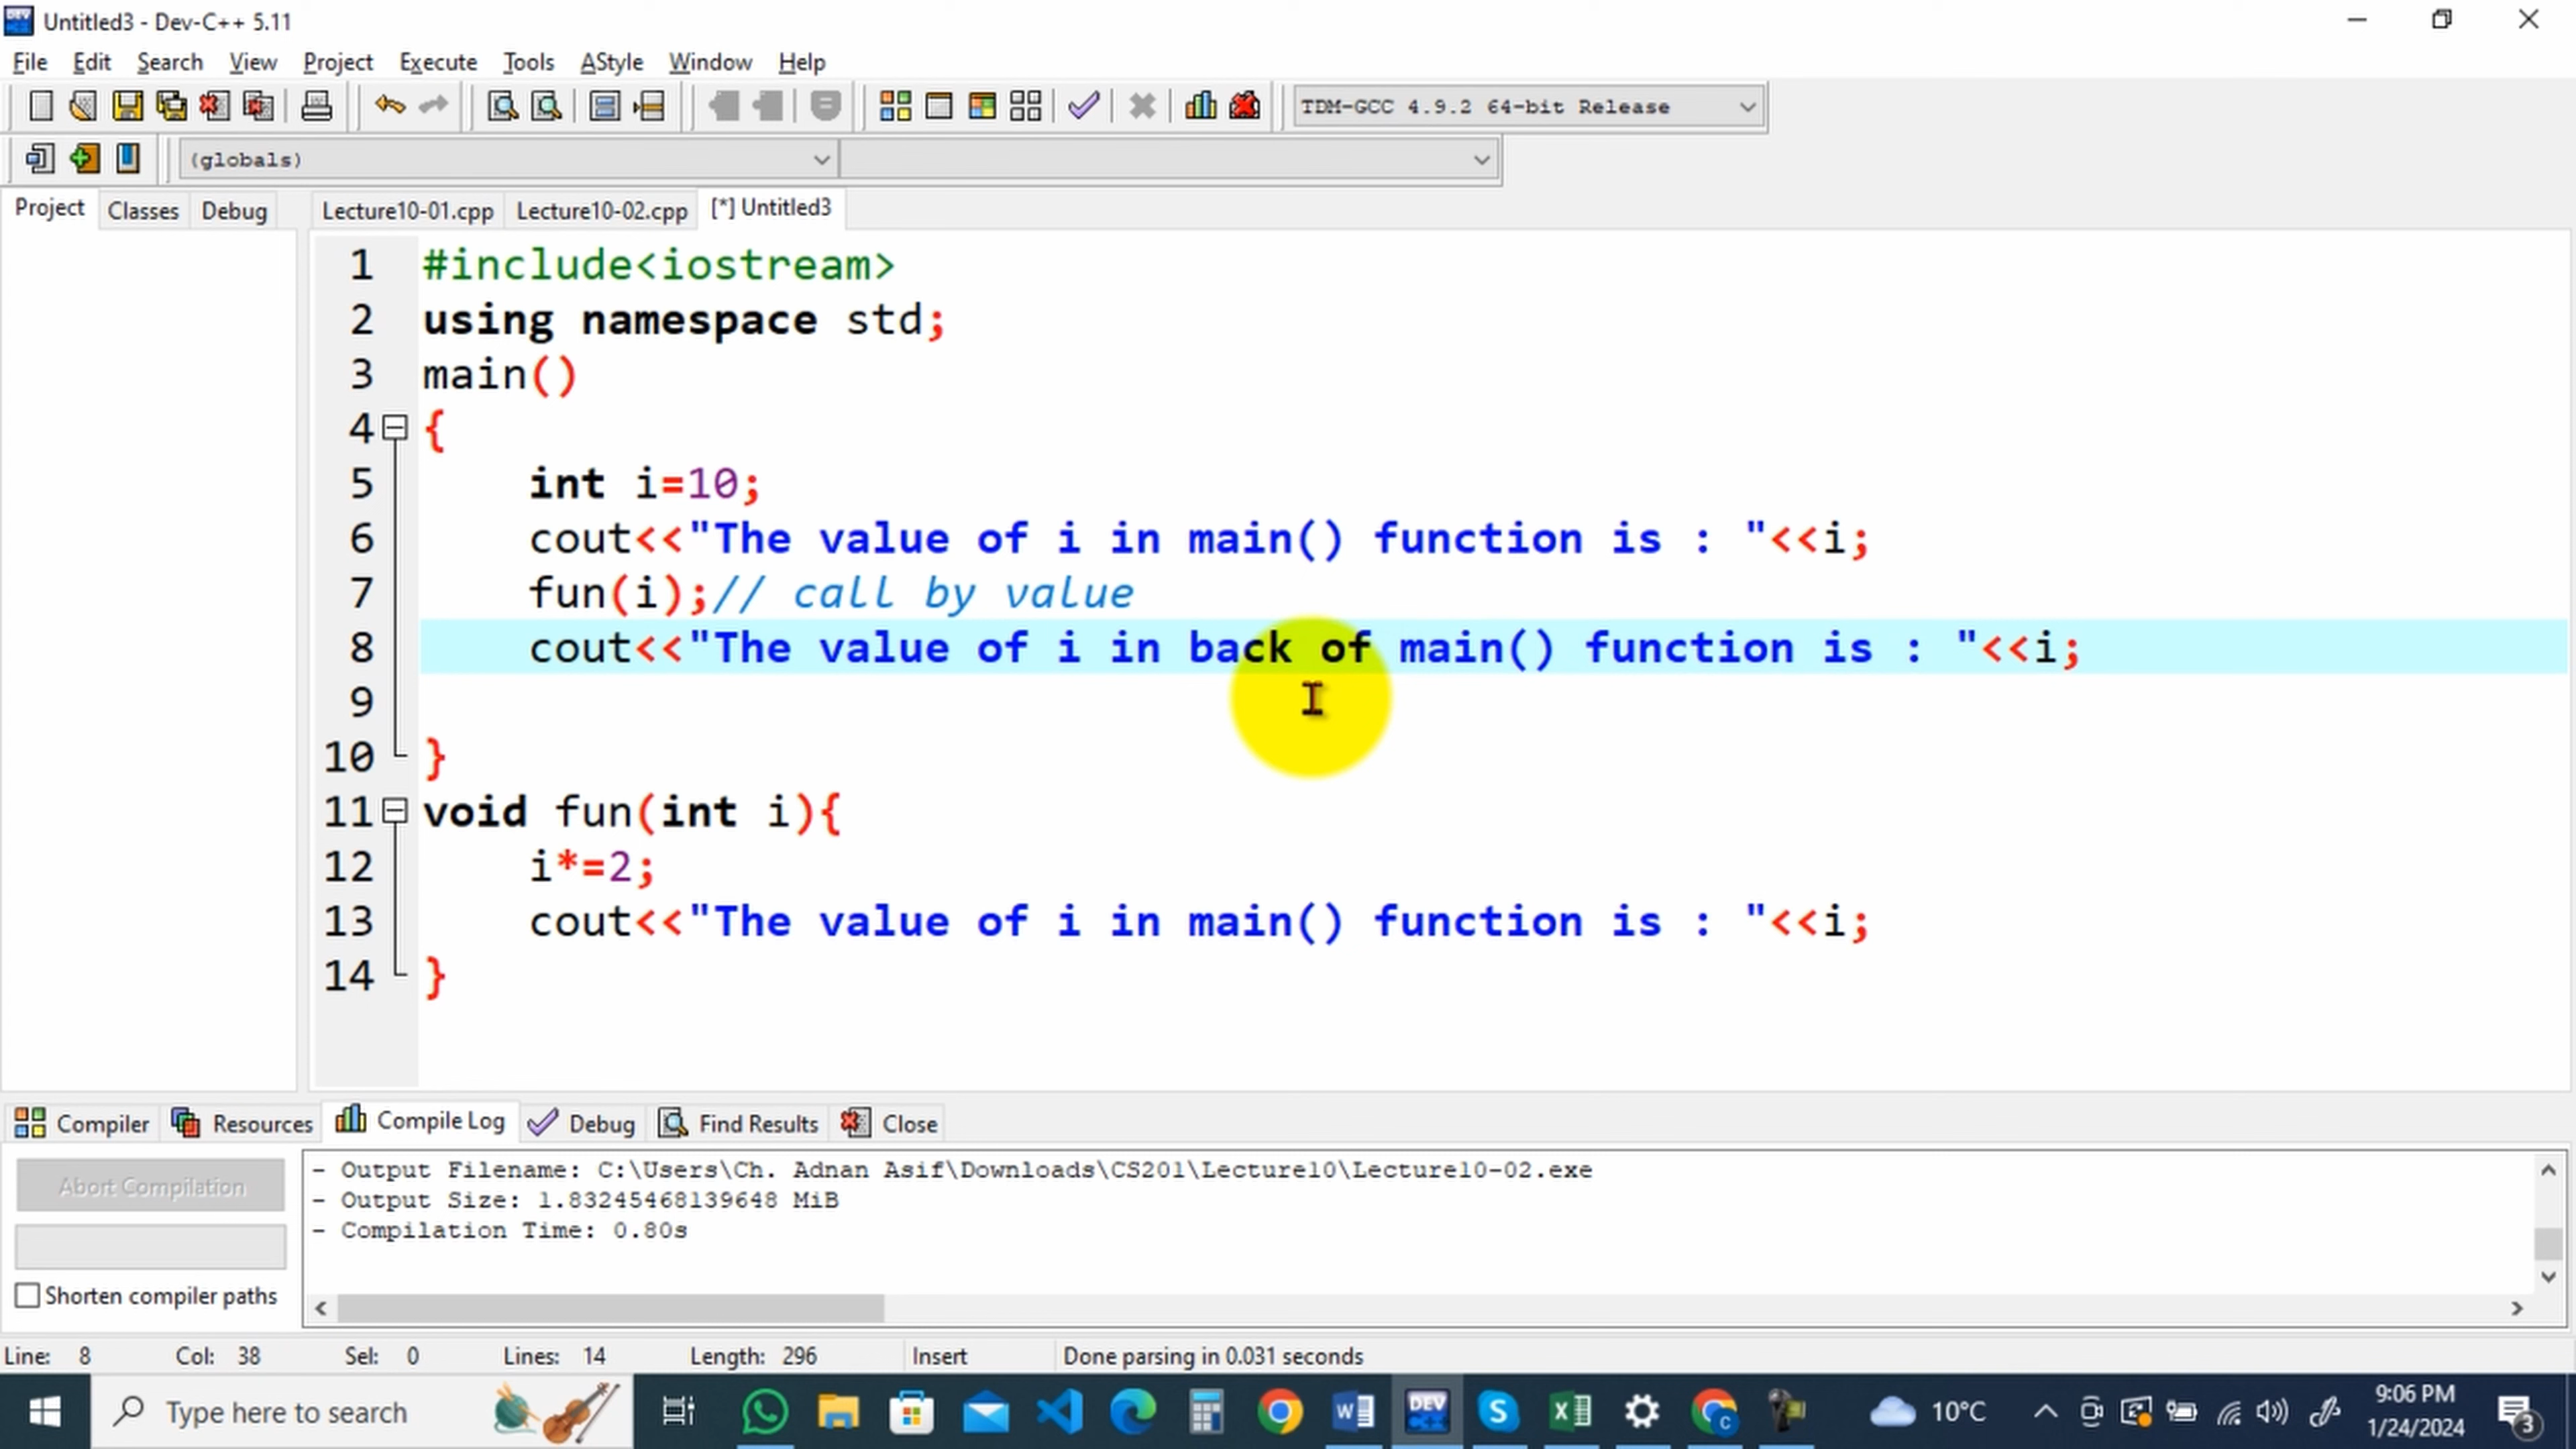 Untitled3 - Dev-C++ 5.11
File Edit Search View Project Execute Tools AStyle Window Help
TDM-GCC 4.9.2 64-bit Release
(globals)
Project Classes Debug Lecture10-01.cpp Lecture10-02.cpp [*] Untitled3
1 #include<iostream>
2 using namespace std;
3 main()
4 {
5 int i=10;
6 cout<<"The value of i in main() function is : "<<i;
7 fun(i);// call by value
8 cout<<"The value of i in back of main() function is : "<<i;
9
10 }
11 void fun(int i){
12 i*=2;
13 cout<<"The value of i in main() function is : "<<i;
14 }
Compiler Resources Compile Log Debug Find Results Close
Abort Compilation
- Output Filename: C:\Users\Ch. Adnan Asif\Downloads\CS201\Lecture10\Lecture10-02.exe
- Output Size: 1.83245468139648 MiB
- Compilation Time: 0.80s
Shorten compiler paths
Line: 8 Col: 38 Sel: 0 Lines: 14 Length: 296 Insert Done parsing in 0.031 seconds
Type here to search
DEV C++
10°C
9:06 PM
1/24/2024
3